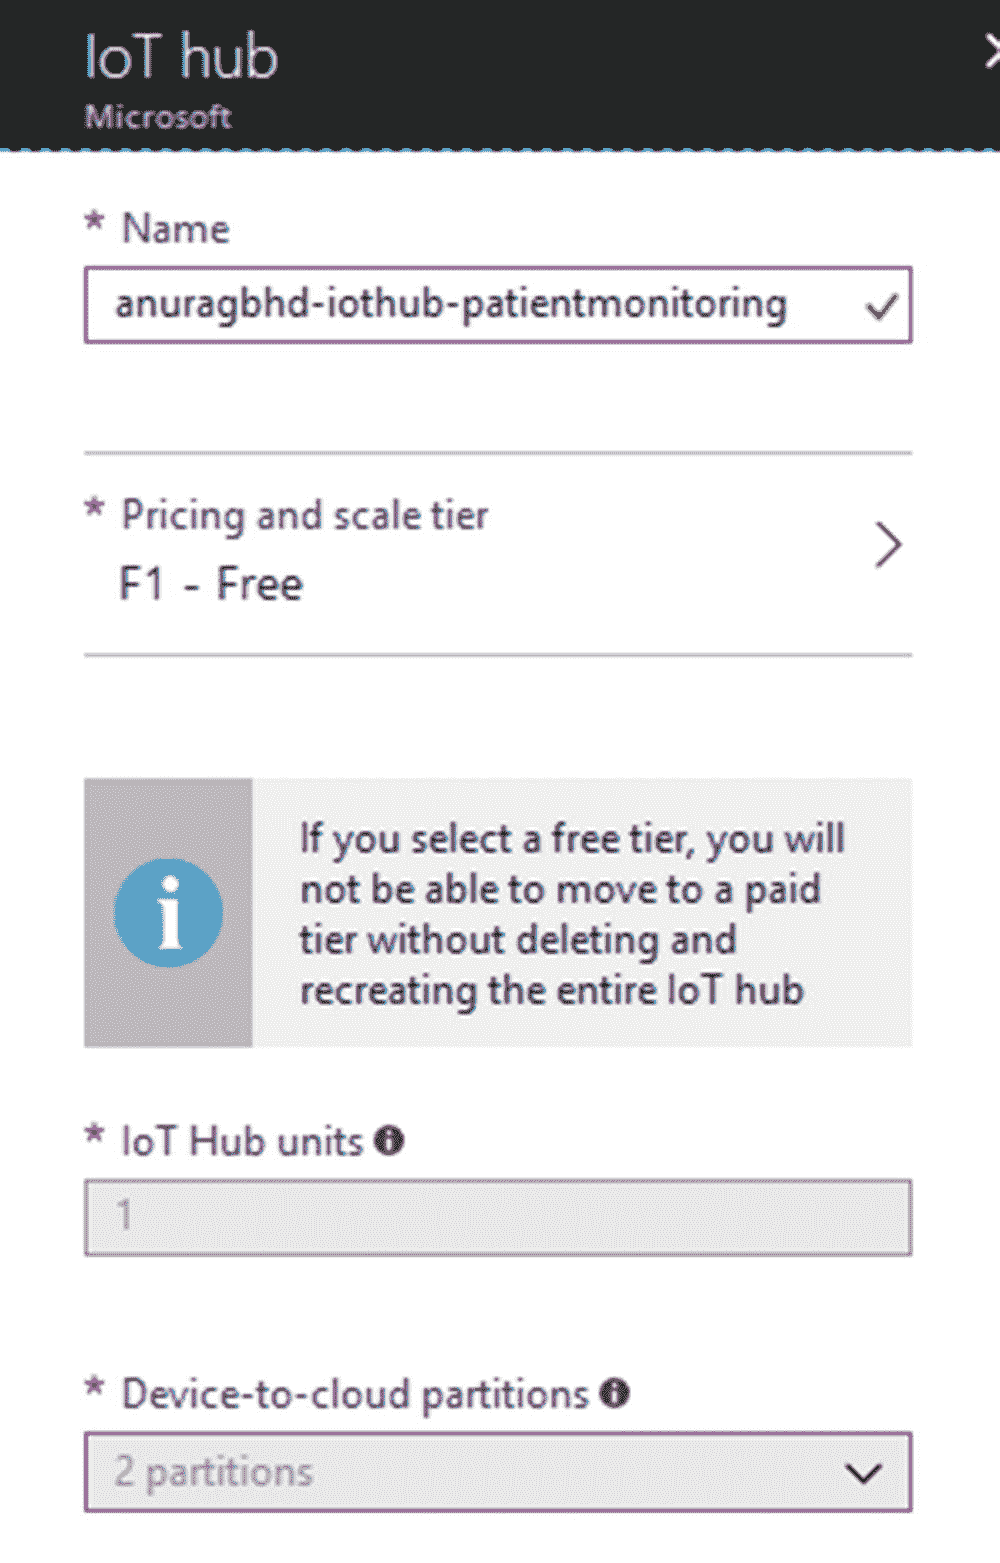 IoT hub
Microsoft
* Name
anuragbhd-iothub-patientmonitoring
* Pricing and scale tier
F1 - Free
If you select a free tier, you will
not be able to move to a paid
tier without deleting and
recreating the entire IoT hub
* IoT Hub units
1
* Device-to-cloud partitions
2 partitions